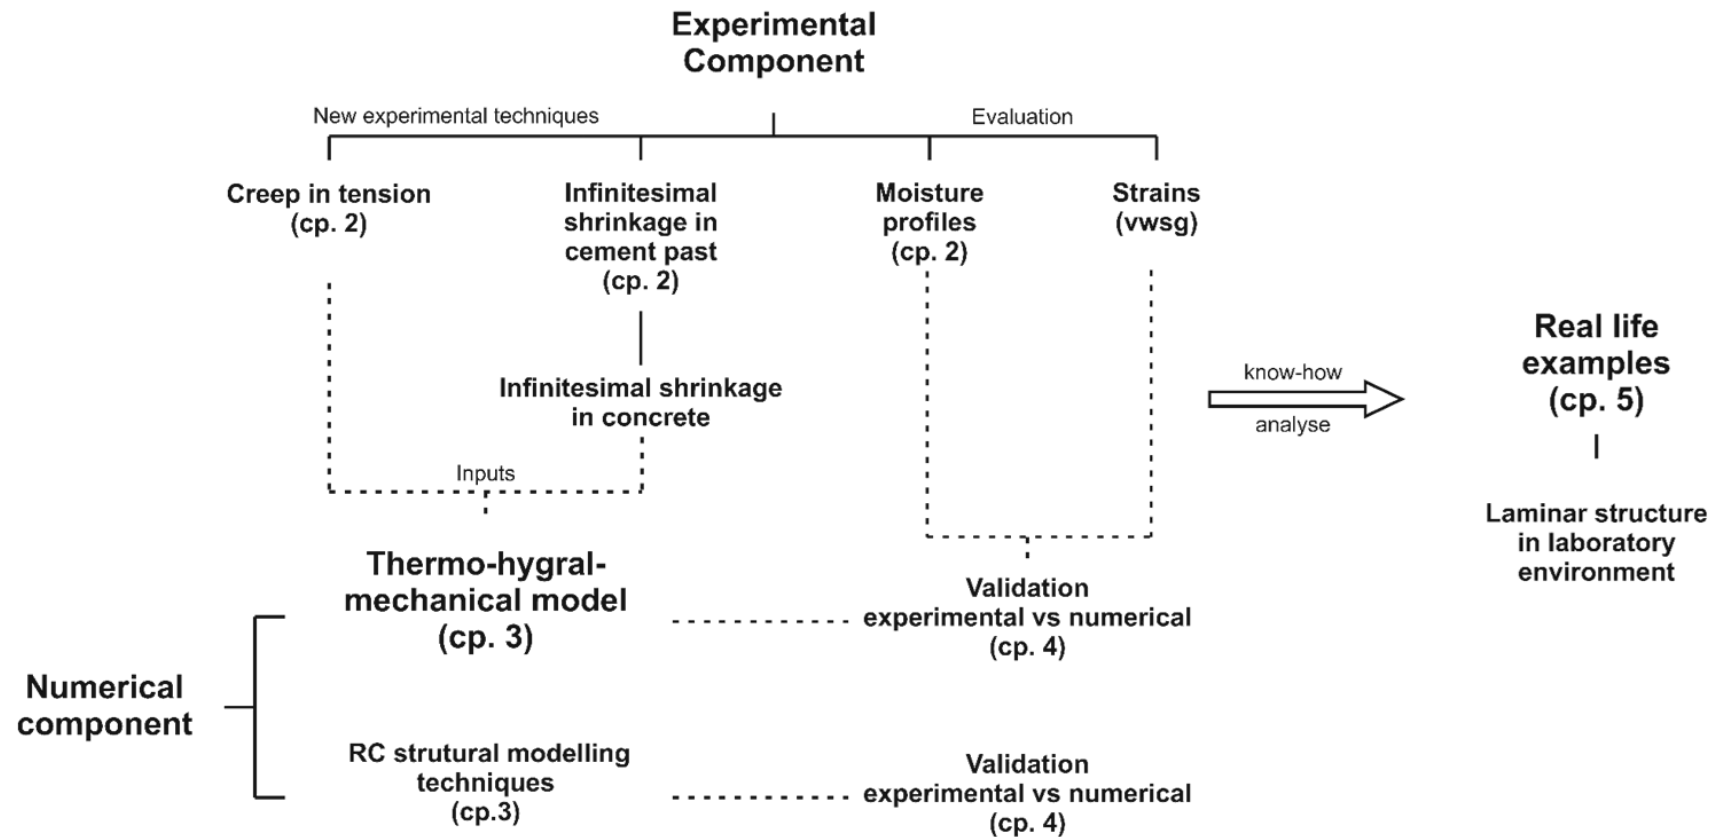 Experimental
Component
New experimental techniques
Evaluation
Creep in tension
(cp. 2)
Infinitesimal
shrinkage in
cement past
(cp. 2)
Moisture
profiles
(cp. 2)
Strains
(vwsg)
Infinitesimal shrinkage
in concrete
Inputs
know-how
analyse
Real life
examples
(cp. 5)
Laminar structure
in laboratory
environment
Thermo-hygral-
mechanical model
(cp. 3)
Validation
experimental vs numerical
(cp. 4)
Numerical
component
RC strutural modelling
techniques
(cp.3)
Validation
experimental vs numerical
(cp. 4)